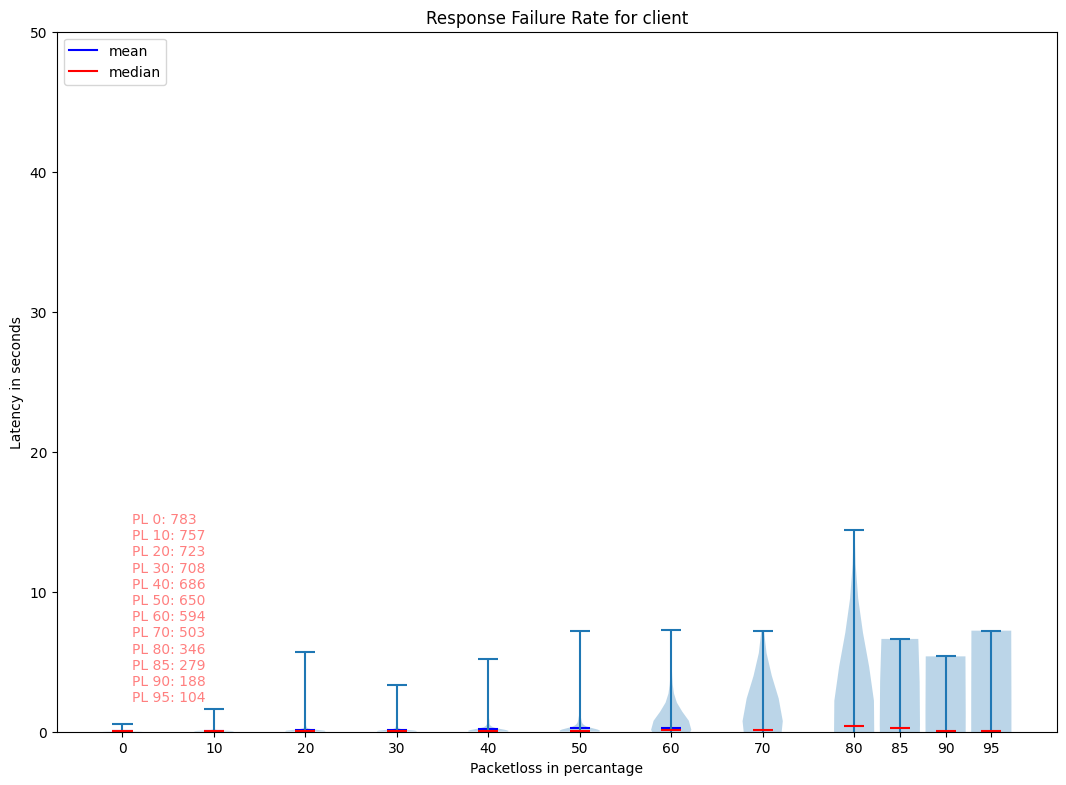 Response Failure Rate for client
mean
median
Latency in seconds
50
40
30
20
10
0
PL 0: 783
PL 10: 757
PL 20: 723
PL 30: 708
PL 40: 686
PL 50: 650
PL 60: 594
PL 70: 503
PL 80: 346
PL 85: 279
PL 90: 188
PL 95: 104
0 10 20 30 40 50 60 70 80 85 90 95
Packetloss in percantage